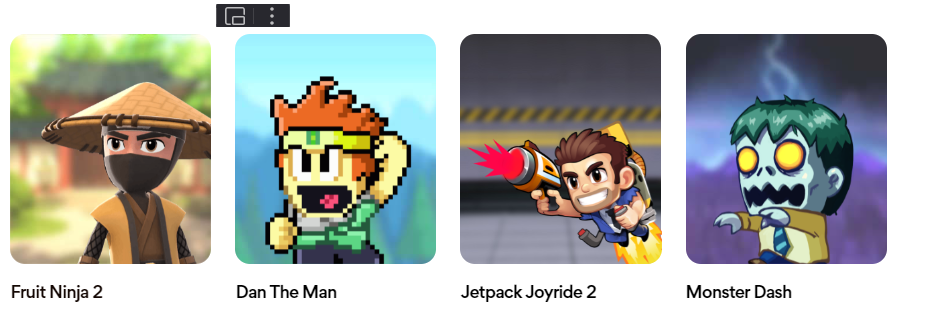 Fruit Ninja 2
Dan The Man
Jetpack Joyride 2
Monster Dash